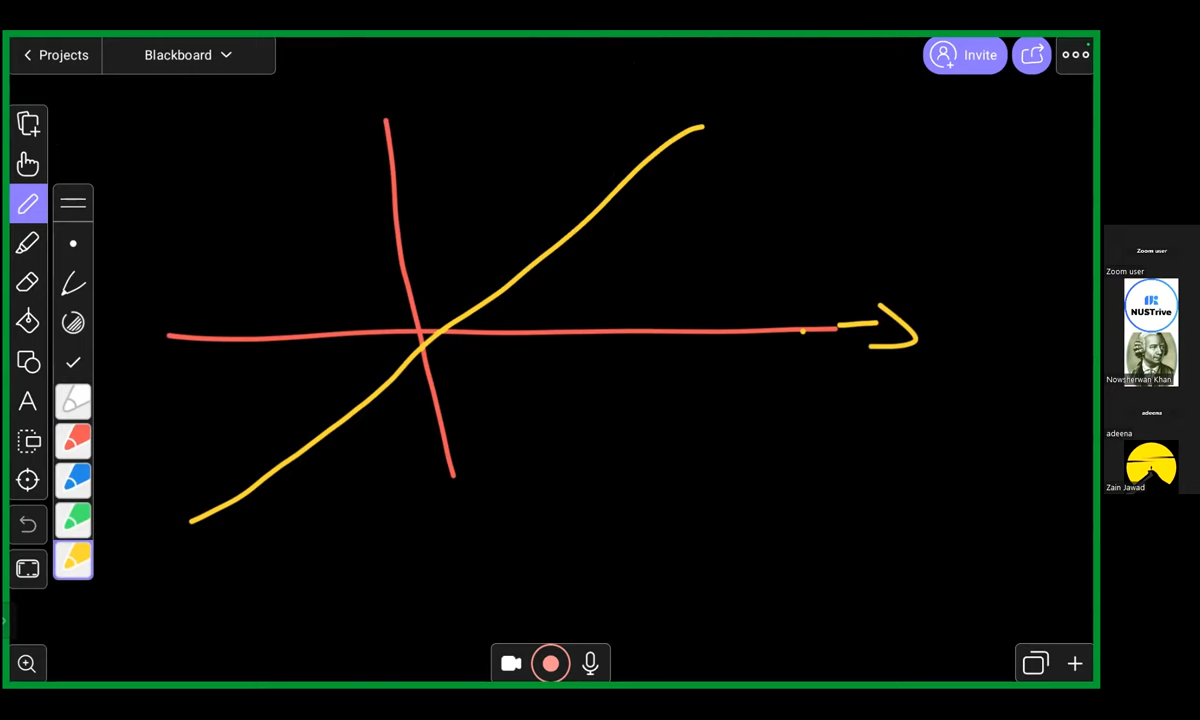 Projects
Blackboard
Invite
A
Zoom user
Zoom user
NUSTrive
Nowsherwan Khan
adeena
adeena
Zain Jawad